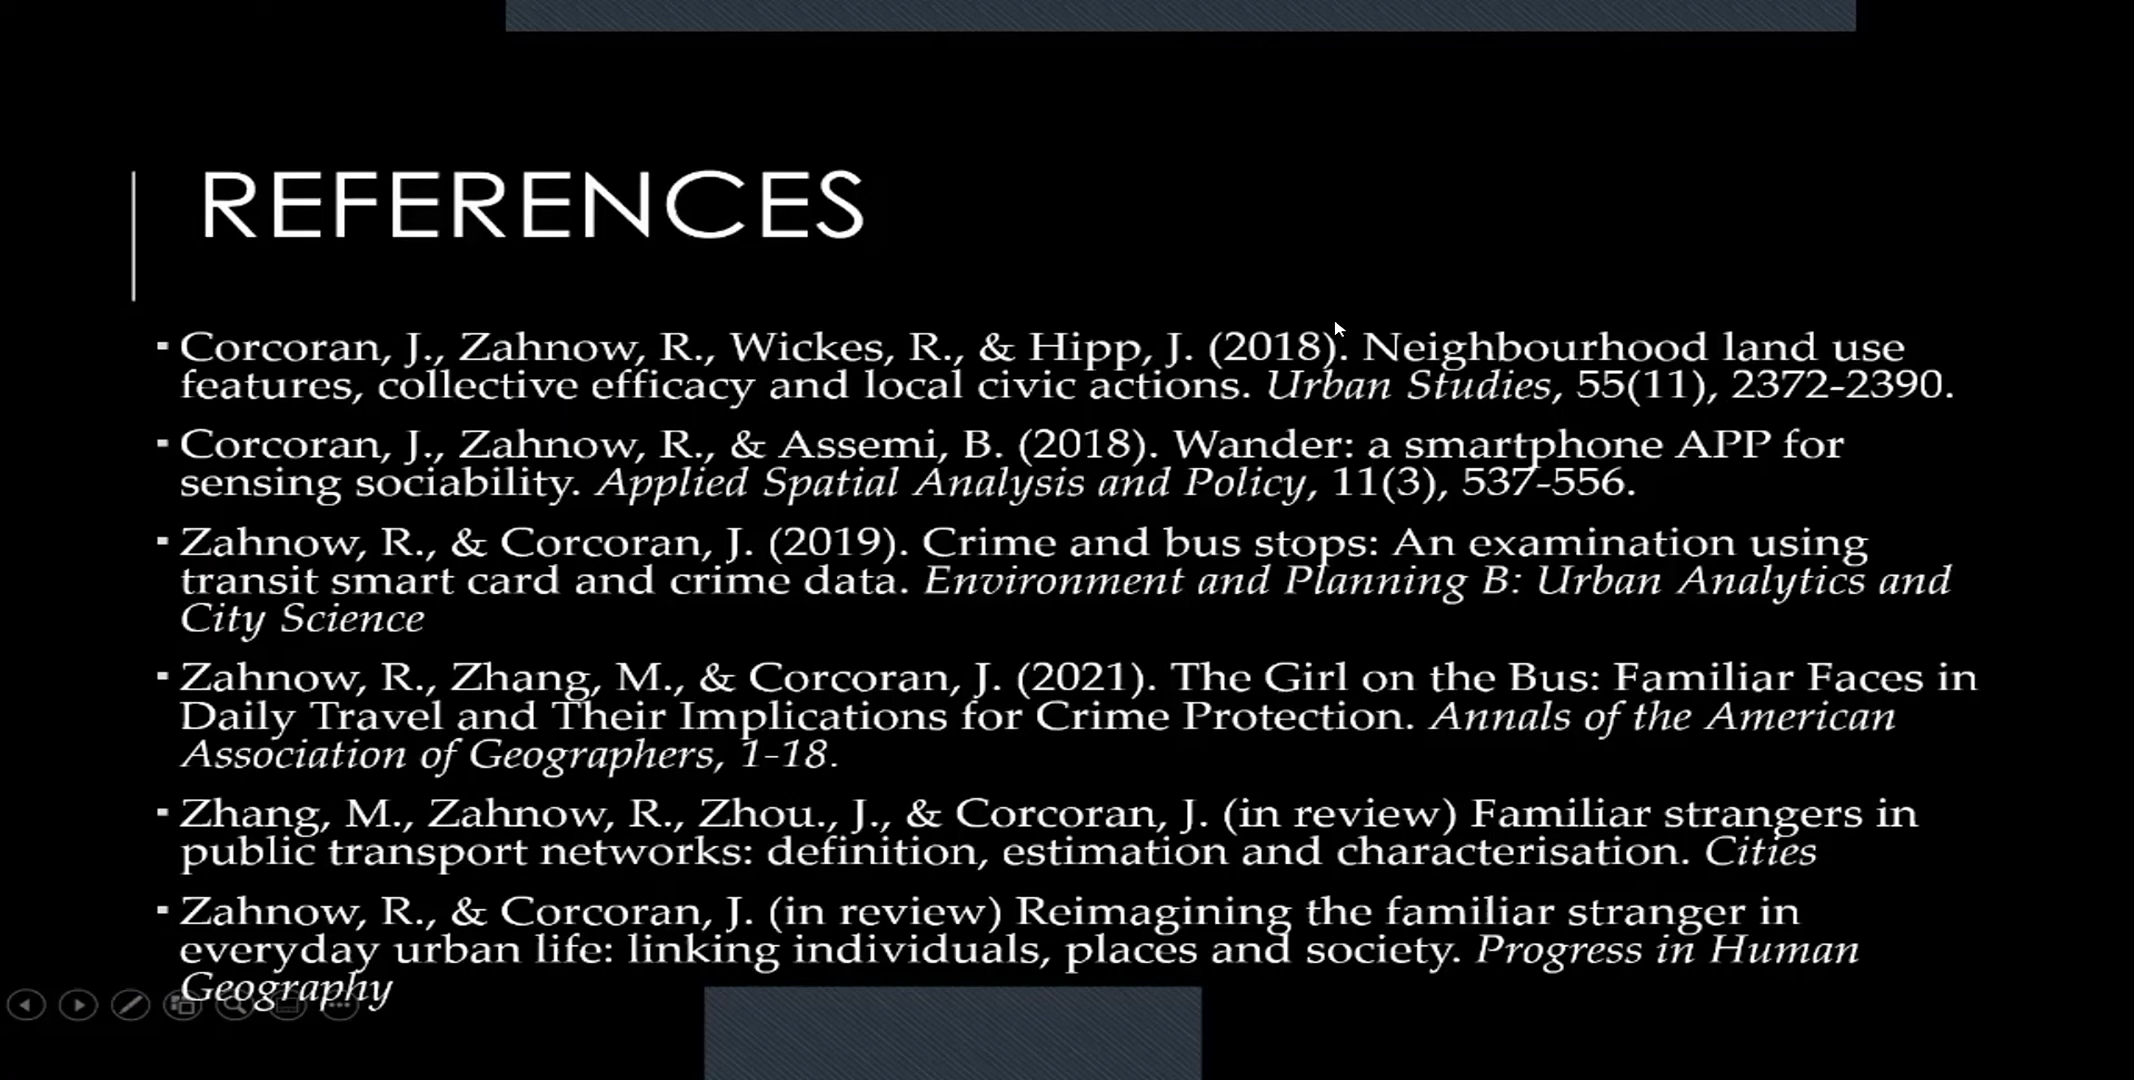 REFERENCES
▪ Corcoran, J., Zahnow, R., Wickes, R., & Hipp, J. (2018). Neighbourhood land use
features, collective efficacy and local civic actions. Urban Studies, 55(11), 2372-2390.
▪ Corcoran, J., Zahnow, R., & Assemi, B. (2018). Wander: a smartphone APP for
sensing sociability. Applied Spatial Analysis and Policy, 11(3), 537-556.
▪ Zahnow, R., & Corcoran, J. (2019). Crime and bus stops: An examination using
transit smart card and crime data. Environment and Planning B: Urban Analytics and
City Science
▪ Zahnow, R., Zhang, M., & Corcoran, J. (2021). The Girl on the Bus: Familiar Faces in
Daily Travel and Their Implications for Crime Protection. Annals of the American
Association of Geographers, 1-18.
▪ Zhang, M., Zahnow, R., Zhou., J., & Corcoran, J. (in review) Familiar strangers in
public transport networks: definition, estimation and characterisation. Cities
▪ Zahnow, R., & Corcoran, J. (in review) Reimagining the familiar stranger in
everyday urban life: linking individuals, places and society. Progress in Human
Geography